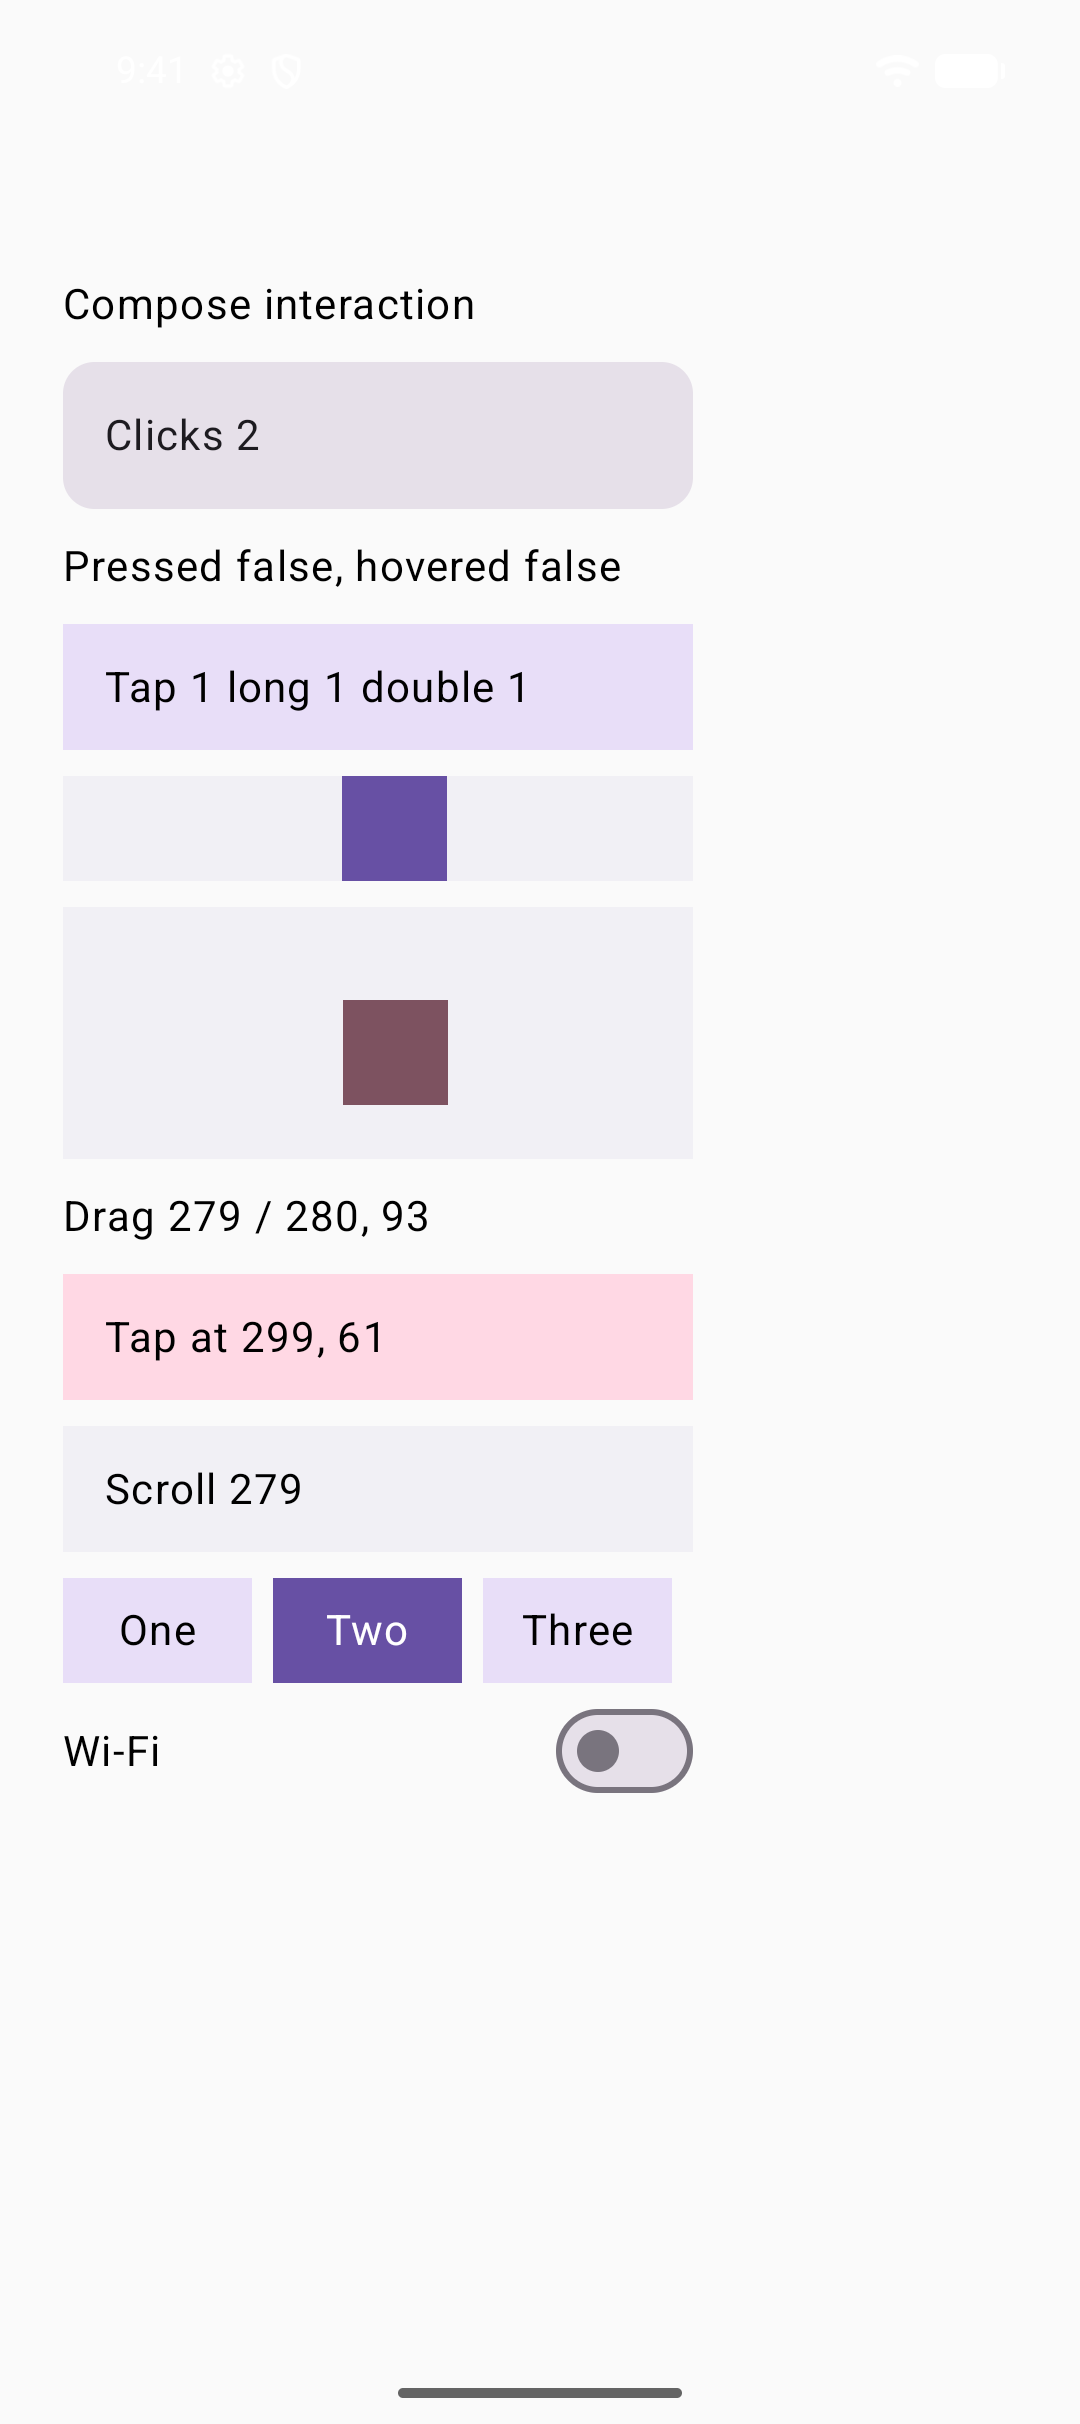 9:41
Compose interaction
Clicks 2
Pressed false, hovered false
Tap 1 long 1 double 1
Drag 279 / 280, 93
Tap at 299, 61
Scroll 279
One Two Three
Wi-Fi